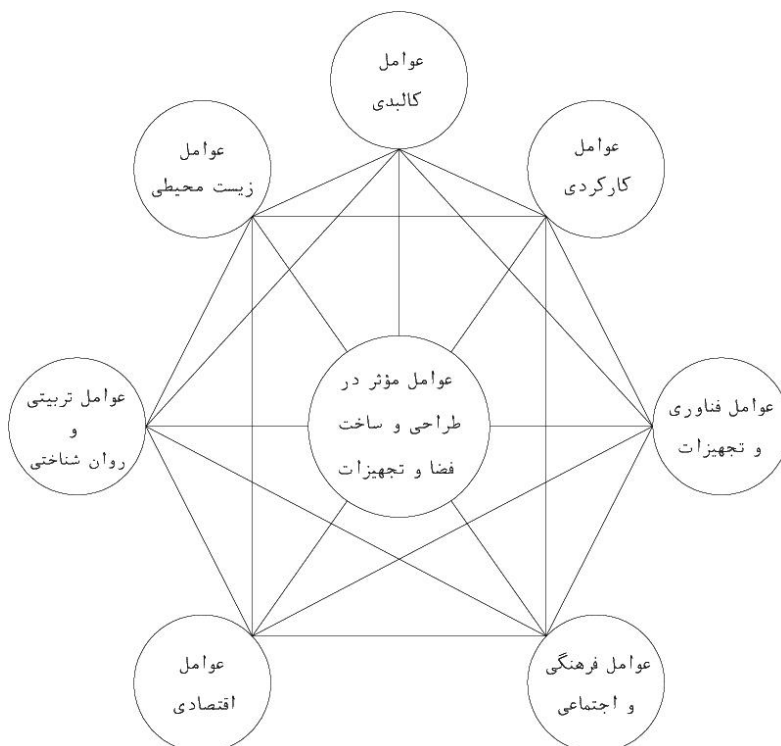 عوامل
کالبدی
عوامل
کارکردی
عوامل
زیست محیطی
عوامل فناوری
و تجهیزات
عوامل مؤثر در
طراحی و ساخت
فضا و تجهیزات
عوامل تربیتی
و
روان شناختی
عوامل فرهنگی
و اجتماعی
عوامل
اقتصادی